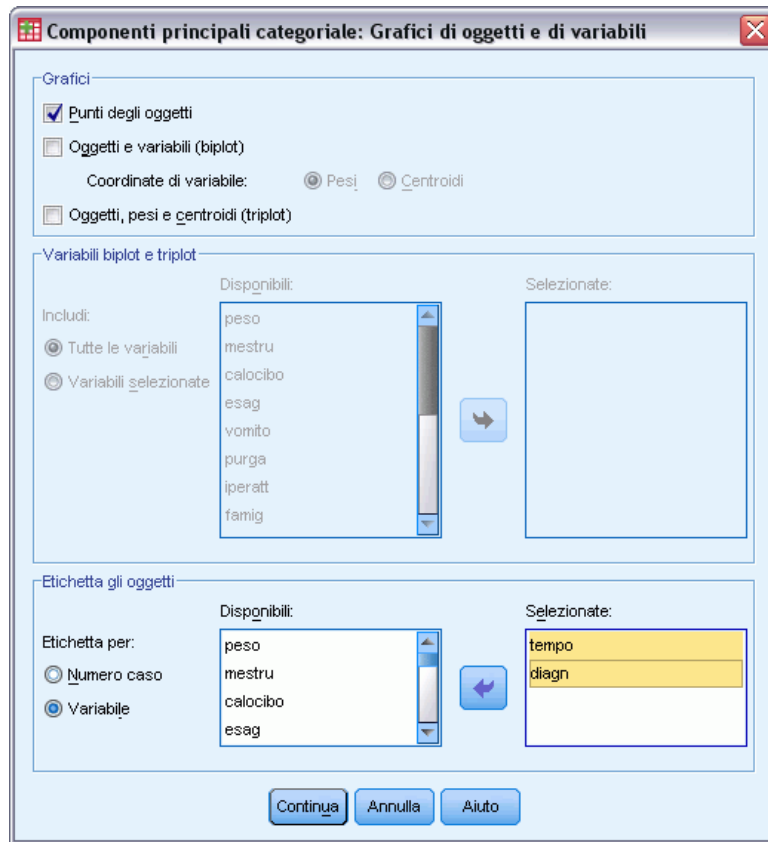 Componenti principali categoriale: Grafici di oggetti e di variabili
Grafici
Punti degli oggetti
Oggetti e variabili (biplot)
Coordinate di variabile: Pesi Centroidi
Oggetti, pesi e centroidi (triplot)
Variabili biplot e triplot
Disponibili: Selezionate:
Includi:
Tutte le variabili
Variabili selezionate
peso
mestru
calocibo
esag
vomito
purga
iperatt
famig
Etichetta gli oggetti
Disponibili: Selezionate:
Etichetta per:
Numero caso
Variabile
peso
mestru
calocibo
esag
tempo
diagn
Continua Annulla Aiuto